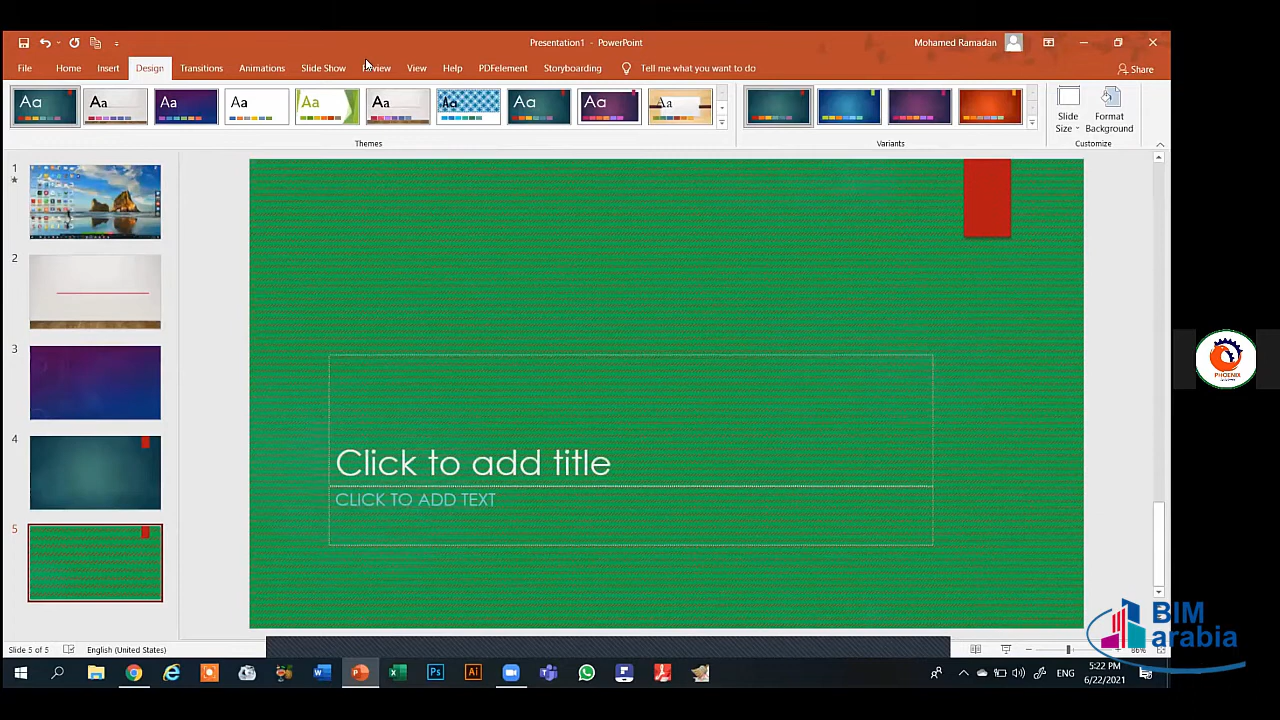 Presentation1 - PowerPoint
Mohamed Ramadan
File Home Insert Design Transitions Animations Slide Show Review View Help PDFelement Storyboarding Tell me what you want to do
Share
Aa Aa Aa Aa Aa Aa Aa Aa Aa Aa
Slide Size
Format Background
Themes
Variants
Customize
1
2
3
4
5
Click to add title
CLICK TO ADD TEXT
PHOENIX
BIM
arabia
Slide 5 of 5
English (United States)
86%
ENG
5:22 PM
6/22/2021